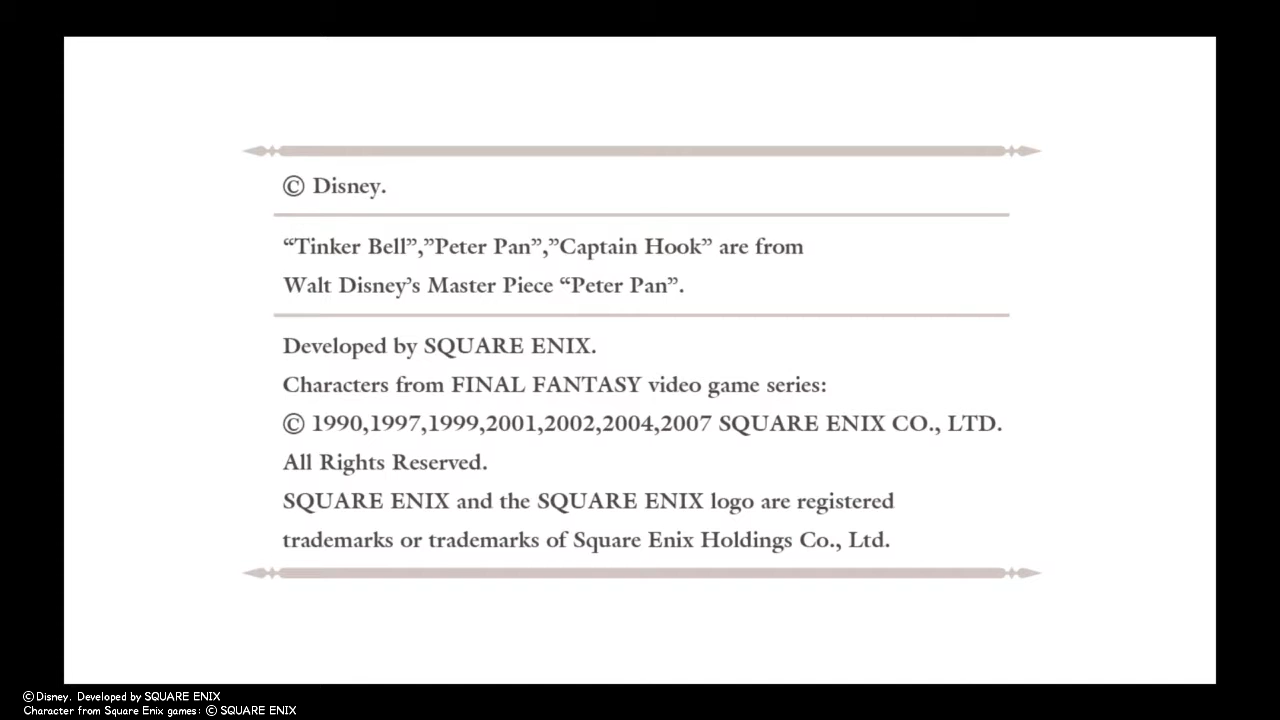 © Disney.
“Tinker Bell”,”Peter Pan”,”Captain Hook” are from
Walt Disney’s Master Piece “Peter Pan”.
Developed by SQUARE ENIX.
Characters from FINAL FANTASY video game series:
© 1990,1997,1999,2001,2002,2004,2007 SQUARE ENIX CO., LTD.
All Rights Reserved.
SQUARE ENIX and the SQUARE ENIX logo are registered
trademarks or trademarks of Square Enix Holdings Co., Ltd.
© Disney. Developed by SQUARE ENIX
Character from Square Enix games: © SQUARE ENIX